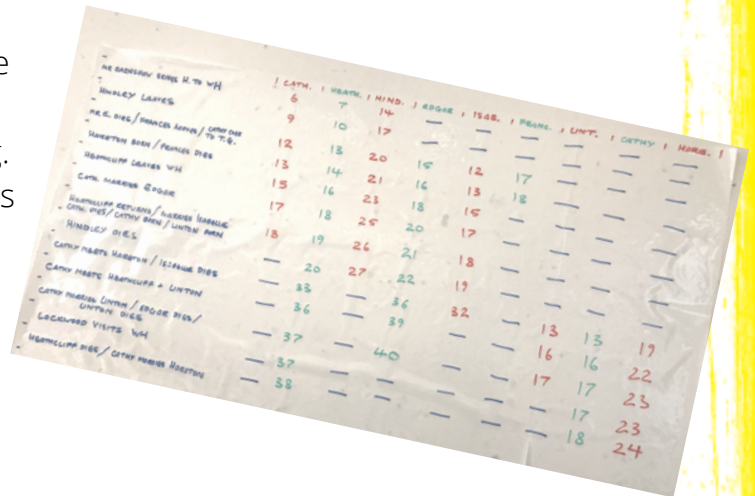 e
g.
s
CATH. | HEATH. | HIND. | EDGAR | ISAB. | FRANC. | LINT. | CATHY | HARE. |
- MR EARNSHAW BRINGS H. TO WH 6 7 14 — — — — — —
- HINDLEY LEAVES 9 10 17 — — — — — —
- MR E. DIES / FRANCES ARRIVES / CATHY GOES 12 13 20 15 12 17 — — —
TO T.G.
- HARETON BORN / FRANCES DIES 13 14 21 16 13 18 — — —
- HEATHCLIFF LEAVES WH 15 16 23 18 15 — — — —
- CATH. MARRIES EDGAR 17 18 25 20 17 — — — —
- HEATHCLIFF RETURNS / MARRIES ISABELLE 18 19 26 21 18 — — — —
CATH. DIES / CATHY BORN / LINTON BORN
- HINDLEY DIES — 20 27 22 19 — — — —
- CATHY MEETS HARETON / ISABELLE DIES — 33 — 36 32 — 13 13 19
- CATHY MEETS HEATHCLIFF + LINTON — 36 — 39 — — 16 16 22
- CATHY MARRIES LINTON / EDGAR DIES / — 37 — 40 — — 17 17 23
LINTON DIES
- LOCKWOOD VISITS WH — 37 — — — — — 17 23
- HEATHCLIFF DIES / CATHY MARRIES HARETON — 38 — — — — — 18 24